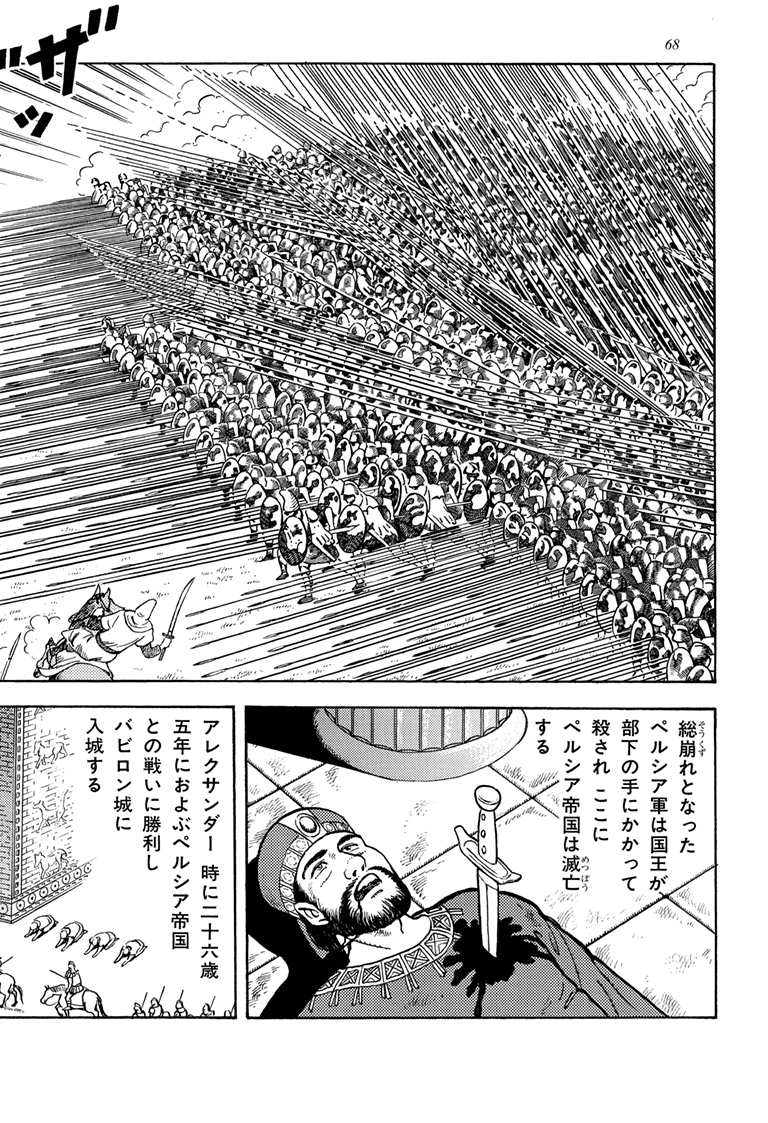 68
ザザッ
総崩れとなった
ペルシア軍は国王が
部下の手にかかって
殺され ここに
ペルシア帝国は滅亡
する
アレクサンダー 時に二十六歳
五年におよぶペルシア帝国
との戦いに勝利し
バビロン城に
入城する